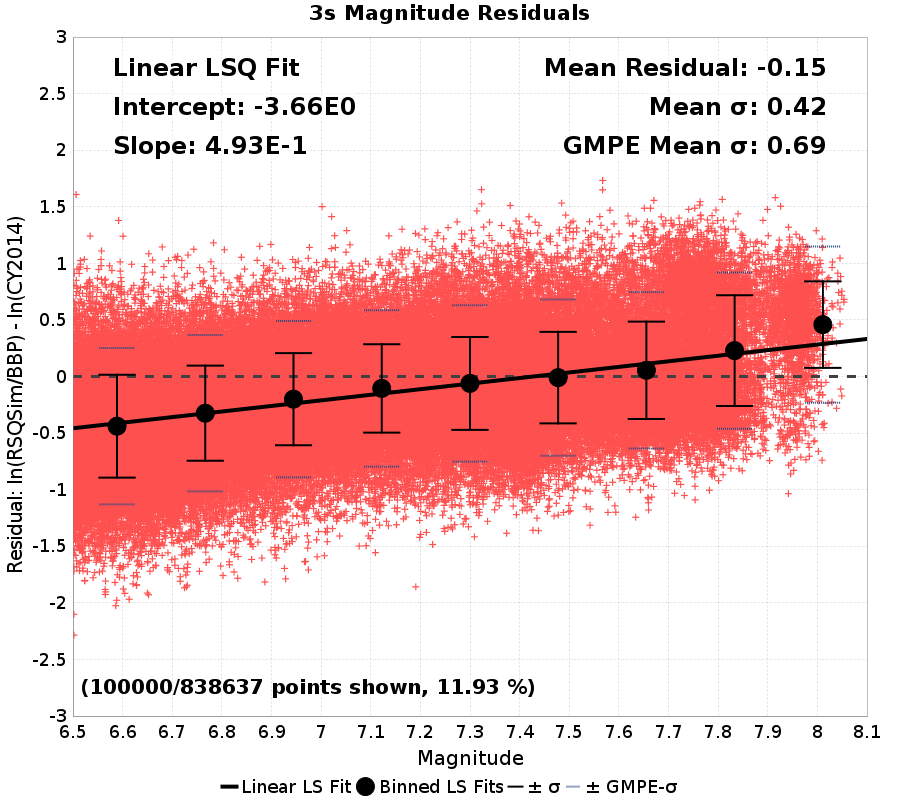 3s Magnitude Residuals
Linear LSQ Fit
Intercept: -3.66E0
Slope: 4.93E-1
Mean Residual: -0.15
Mean σ: 0.42
GMPE Mean σ: 0.69
Residual: ln(RSQSim/BBP) - ln(CY2014)
3
2.5
2
1.5
1
0.5
0
-0.5
-1
-1.5
-2
-2.5
-3
(100000/838637 points shown, 11.93 %)
6.5 6.6 6.7 6.8 6.9 7 7.1 7.2 7.3 7.4 7.5 7.6 7.7 7.8 7.9 8 8.1
Magnitude
Linear LS Fit Binned LS Fits ± σ ± GMPE-σ